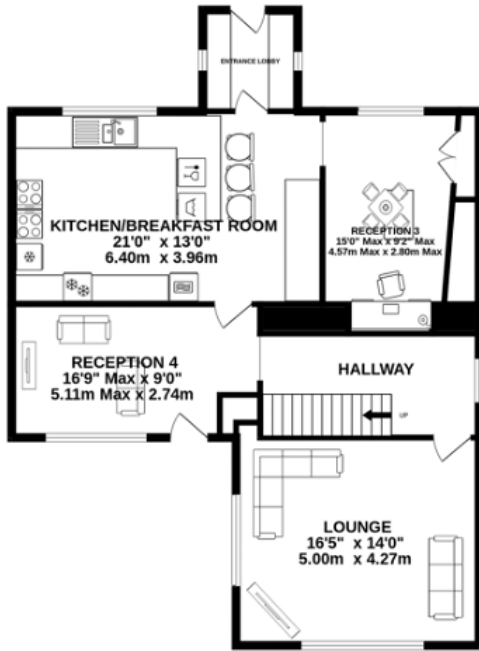 ENTRANCE LOBBY
KITCHEN/BREAKFAST ROOM
21'0" x 13'0"
6.40m x 3.96m
RECEPTION 3
15'0" Max x 9'2" Max
4.57m Max x 2.80m Max
RECEPTION 4
16'9" Max x 9'0"
5.11m Max x 2.74m
HALLWAY
UP
LOUNGE
16'5" x 14'0"
5.00m x 4.27m